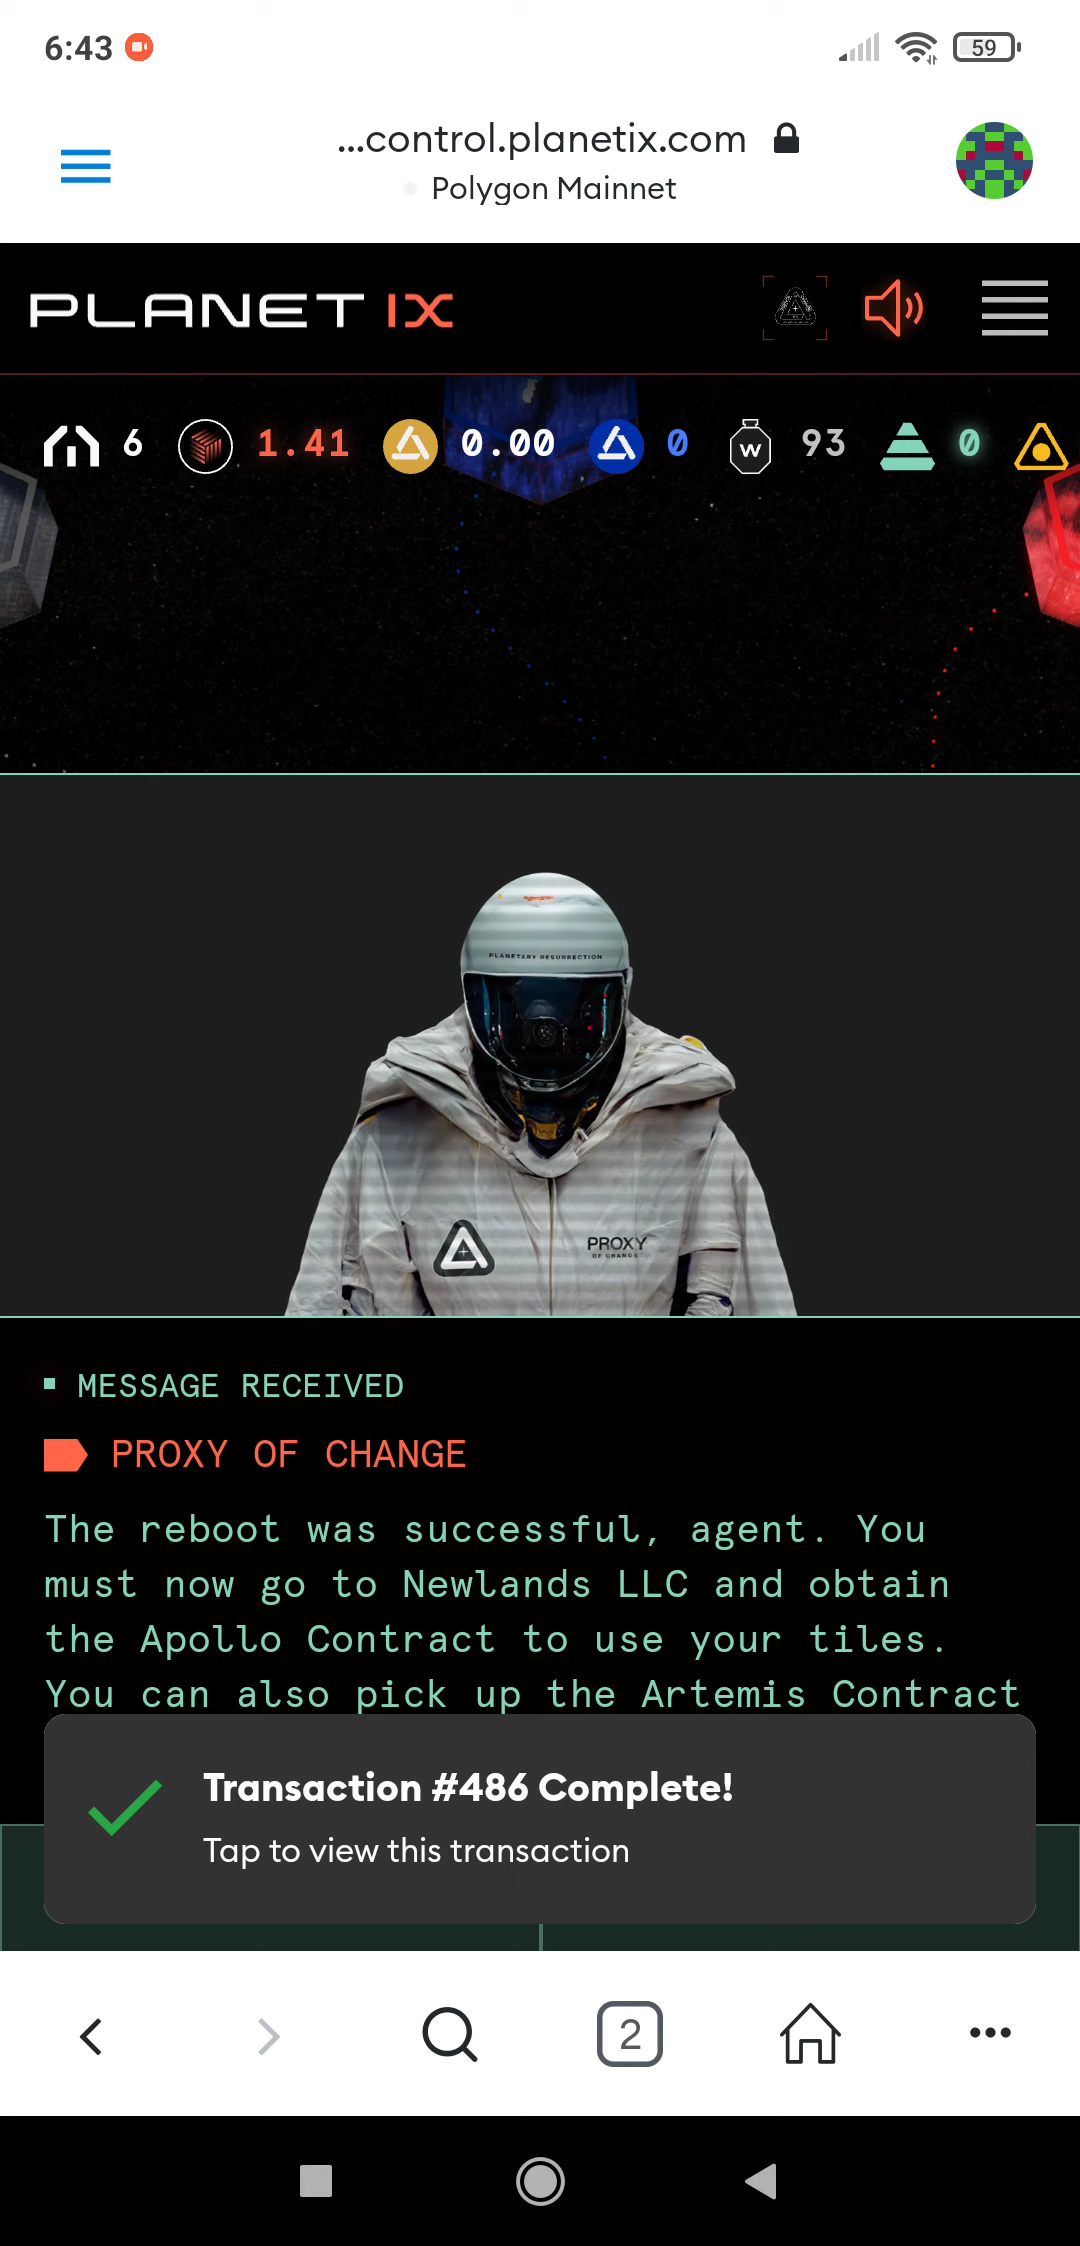 6:43
59
...control.planetix.com
Polygon Mainnet
PLANET IX
6 1.41 0.00 0 W 93 0
PLANETARY RESURRECTION
PROXY
OF CHANGE
MESSAGE RECEIVED
PROXY OF CHANGE
The reboot was successful, agent. You
must now go to Newlands LLC and obtain
the Apollo Contract to use your tiles.
You can also pick up the Artemis Contract
Transaction #486 Complete!
Tap to view this transaction
2